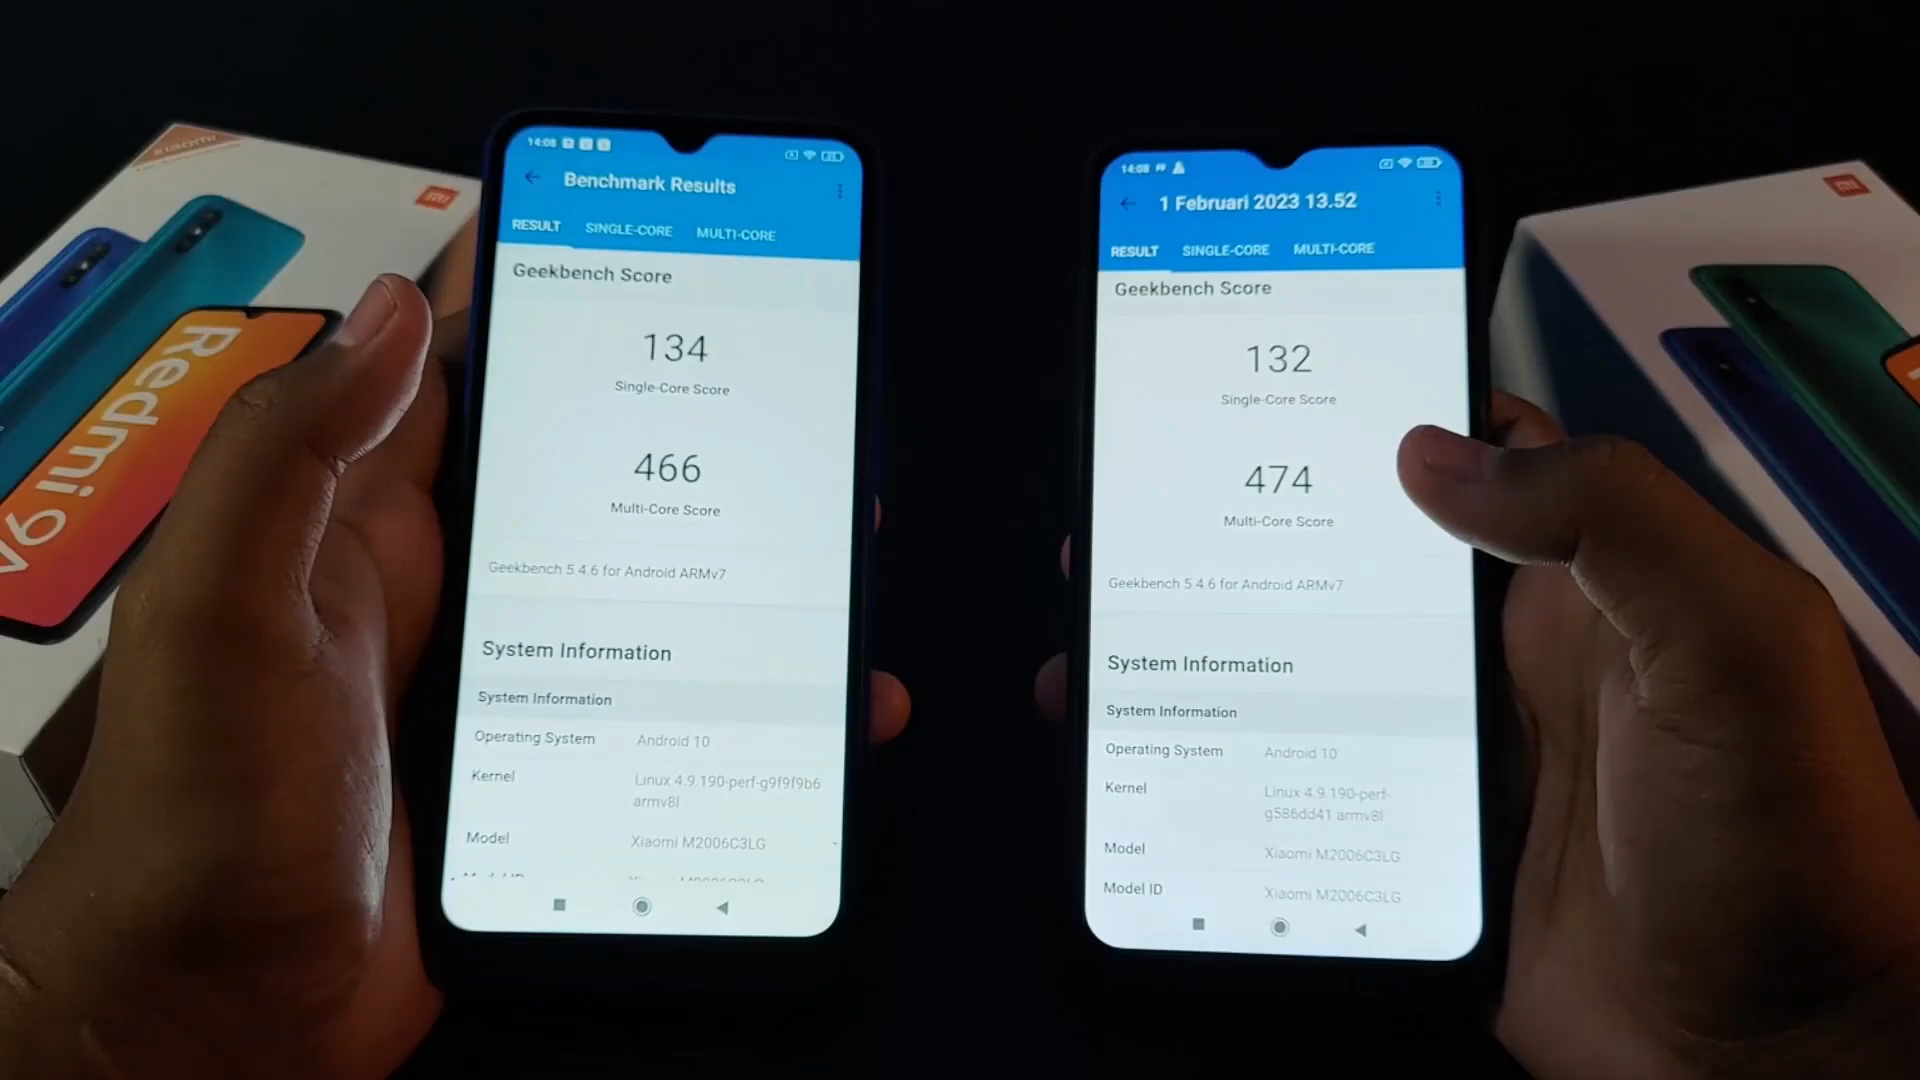 XIAOMI
MI
Redmi 9A
14:08
Benchmark Results
RESULT SINGLE-CORE MULTI-CORE
Geekbench Score
134
Single-Core Score
466
Multi-Core Score
Geekbench 5.4.6 for Android ARMv7
System Information
System Information
Operating System Android 10
Kernel Linux 4.9.190-perf-g9f9f9b6
armv8l
Model Xiaomi M2006C3LG
14:08
1 Februari 2023 13.52
RESULT SINGLE-CORE MULTI-CORE
Geekbench Score
132
Single-Core Score
474
Multi-Core Score
Geekbench 5.4.6 for Android ARMv7
System Information
System Information
Operating System Android 10
Kernel Linux 4.9.190-perf-
g586dd41 armv8l
Model Xiaomi M2006C3LG
Model ID Xiaomi M2006C3LG
MI